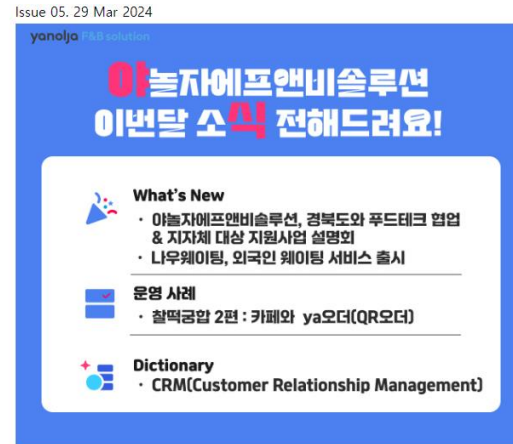 Issue 05. 29 Mar 2024
yanolja F&B solution
야놀자에프앤비솔루션
이번달 소식 전해드려요!
What's New
· 야놀자에프앤비솔루션, 경북도와 푸드테크 협업
& 지자체 대상 지원사업 설명회
· 나우웨이팅, 외국인 웨이팅 서비스 출시
운영 사례
· 찰떡궁합 2편 : 카페와 ya오더(QR오더)
Dictionary
· CRM(Customer Relationship Management)